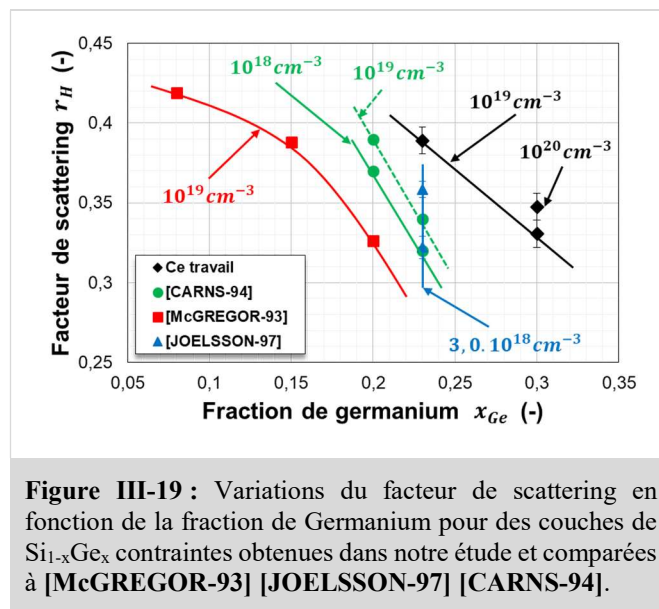 Facteur de scattering r_H (-)
0,45
0,4
0,35
0,3
0,25
10^18 cm^-3
10^19 cm^-3
10^19 cm^-3
10^20 cm^-3
10^19 cm^-3
3,0.10^18 cm^-3
Ce travail
[CARNS-94]
[McGREGOR-93]
[JOELSSON-97]
0,05 0,1 0,15 0,2 0,25 0,3 0,35
Fraction de germanium x_Ge (-)
Figure III-19 : Variations du facteur de scattering en
fonction de la fraction de Germanium pour des couches de
Si1-xGex contraintes obtenues dans notre étude et comparées
à [McGREGOR-93] [JOELSSON-97] [CARNS-94].